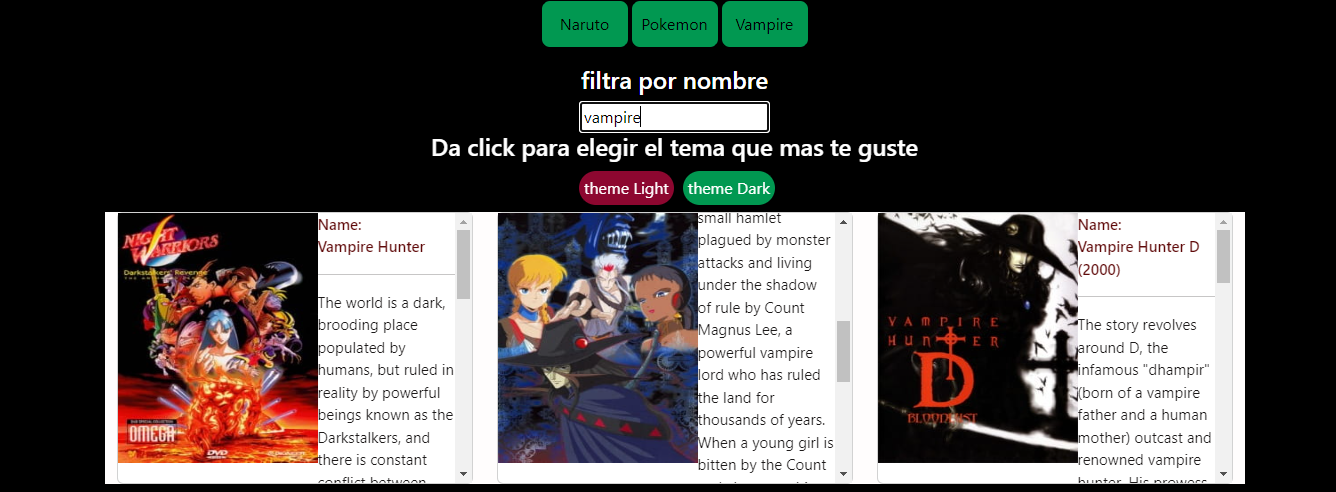 Naruto
Pokemon
Vampire
filtra por nombre
vampire
Da click para elegir el tema que mas te guste
theme Light
theme Dark
NIGHT
WARRIORS
Darkstalkers' Revenge
OMEGA
DVD
Name:
Vampire Hunter
The world is a dark,
brooding place
populated by
humans, but ruled in
reality by powerful
beings known as the
Darkstalkers, and
there is constant
conflict between
small hamlet
plagued by monster
attacks and living
under the shadow
of rule by Count
Magnus Lee, a
powerful vampire
lord who has ruled
the land for
thousands of years.
When a young girl is
bitten by the Count
VAMPIRE
HUNTER
D
BLOODLUST
Name:
Vampire Hunter D
(2000)
The story revolves
around D, the
infamous "dhampir"
(born of a vampire
father and a human
mother) outcast and
renowned vampire
hunter. His prowess